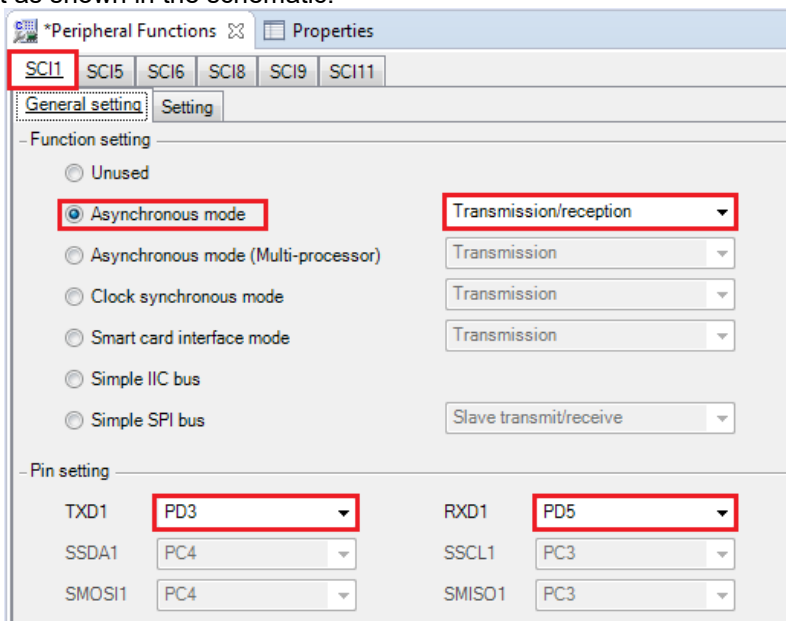 t as shown in the schematic.
*Peripheral Functions Properties
SCI1 SCI5 SCI6 SCI8 SCI9 SCI11
General setting Setting
Function setting
Unused
Asynchronous mode Transmission/reception
Asynchronous mode (Multi-processor) Transmission
Clock synchronous mode Transmission
Smart card interface mode Transmission
Simple IIC bus
Simple SPI bus Slave transmit/receive
Pin setting
TXD1 PD3 RXD1 PD5
SSDA1 PC4 SSCL1 PC3
SMOSI1 PC4 SMISO1 PC3